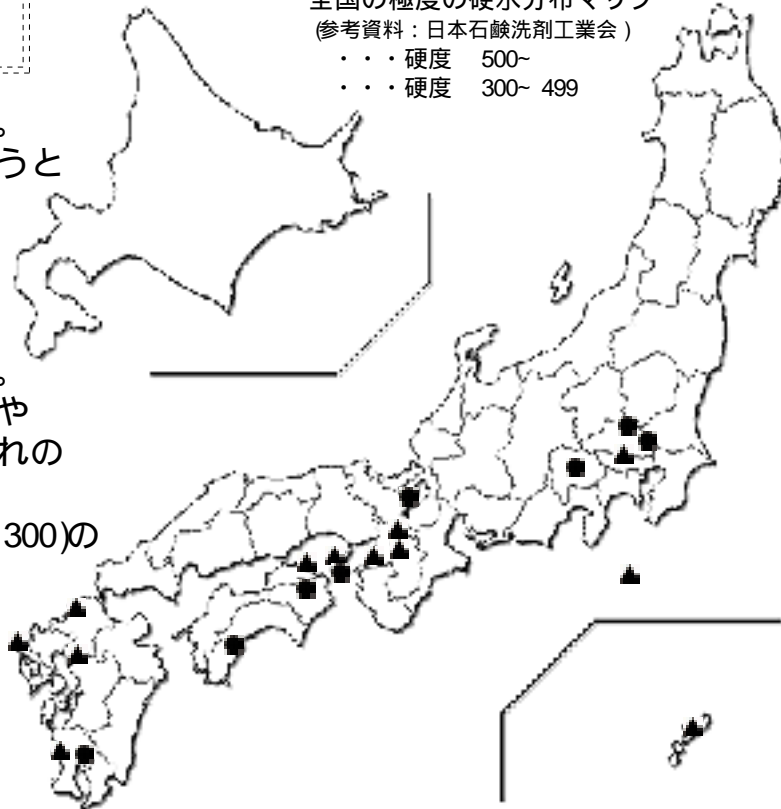 全国の極度の硬水分布マップ
(参考資料：日本石鹸洗剤工業会 )
・・・硬度 500~
・・・硬度 300~ 499
。
うと
。
や
れの
300)の